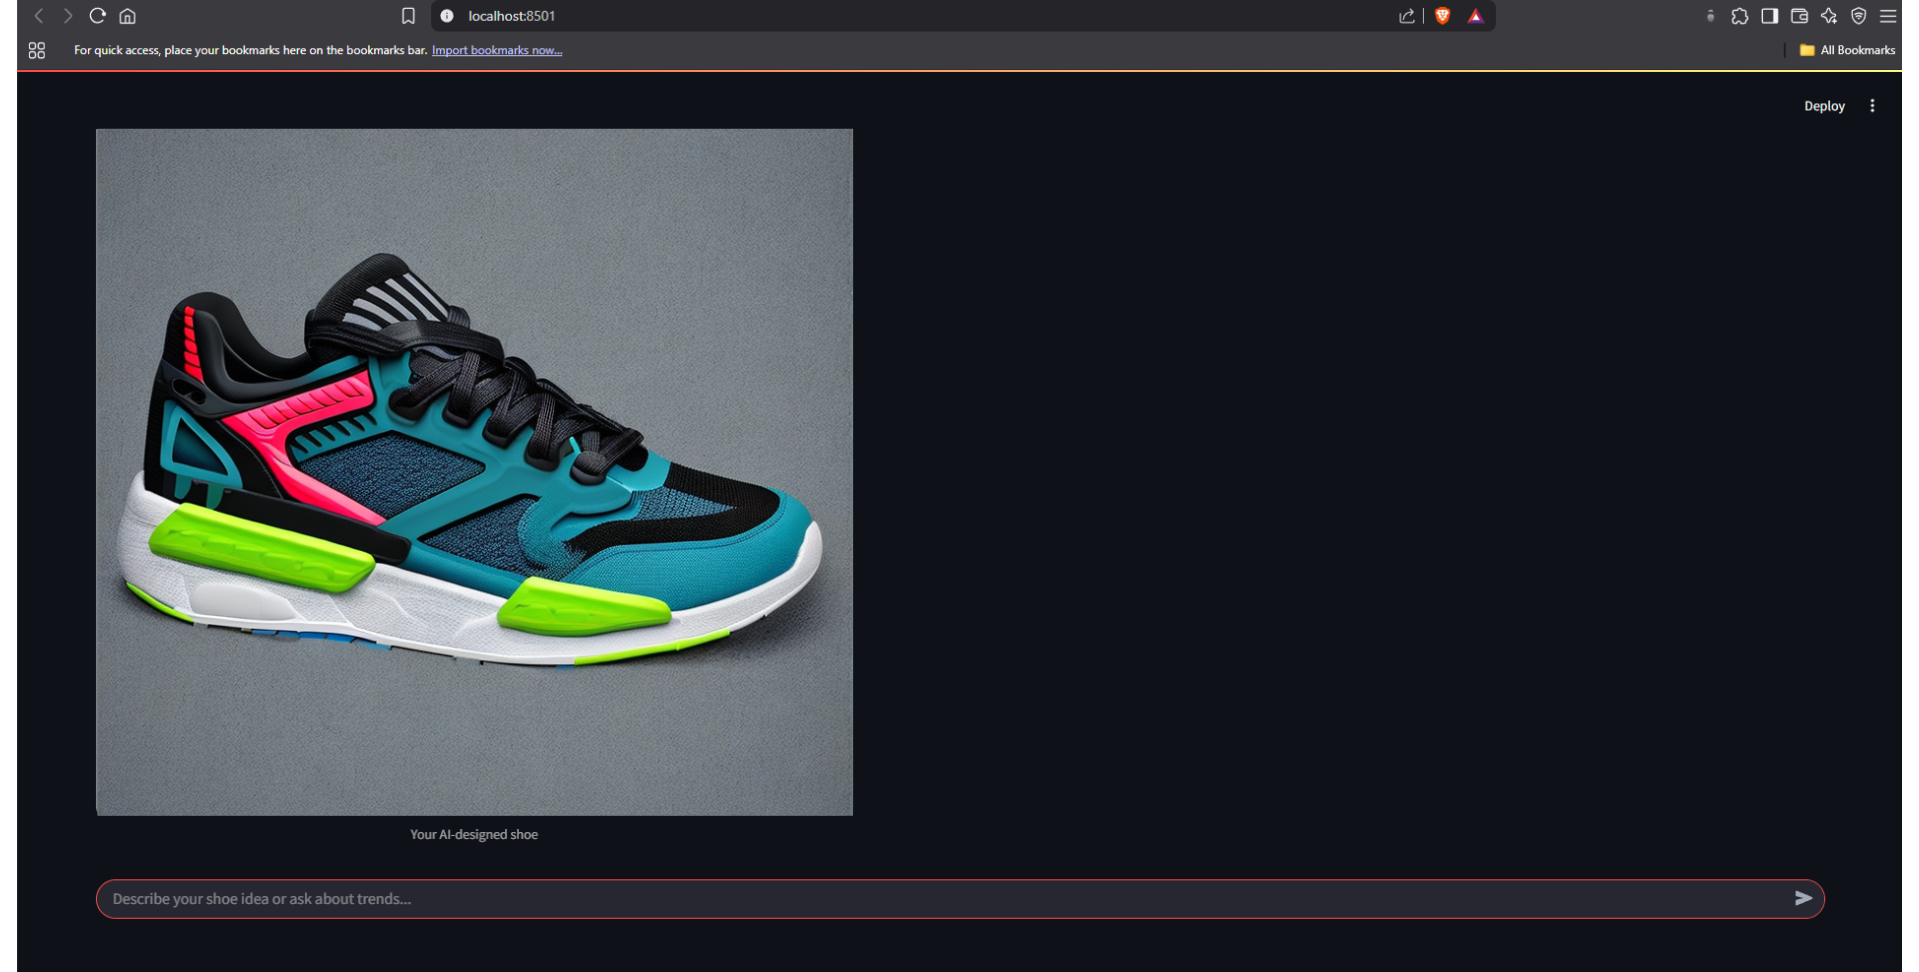 localhost:8501
For quick access, place your bookmarks here on the bookmarks bar. Import bookmarks now...
All Bookmarks
Deploy
Your AI-designed shoe
Describe your shoe idea or ask about trends...